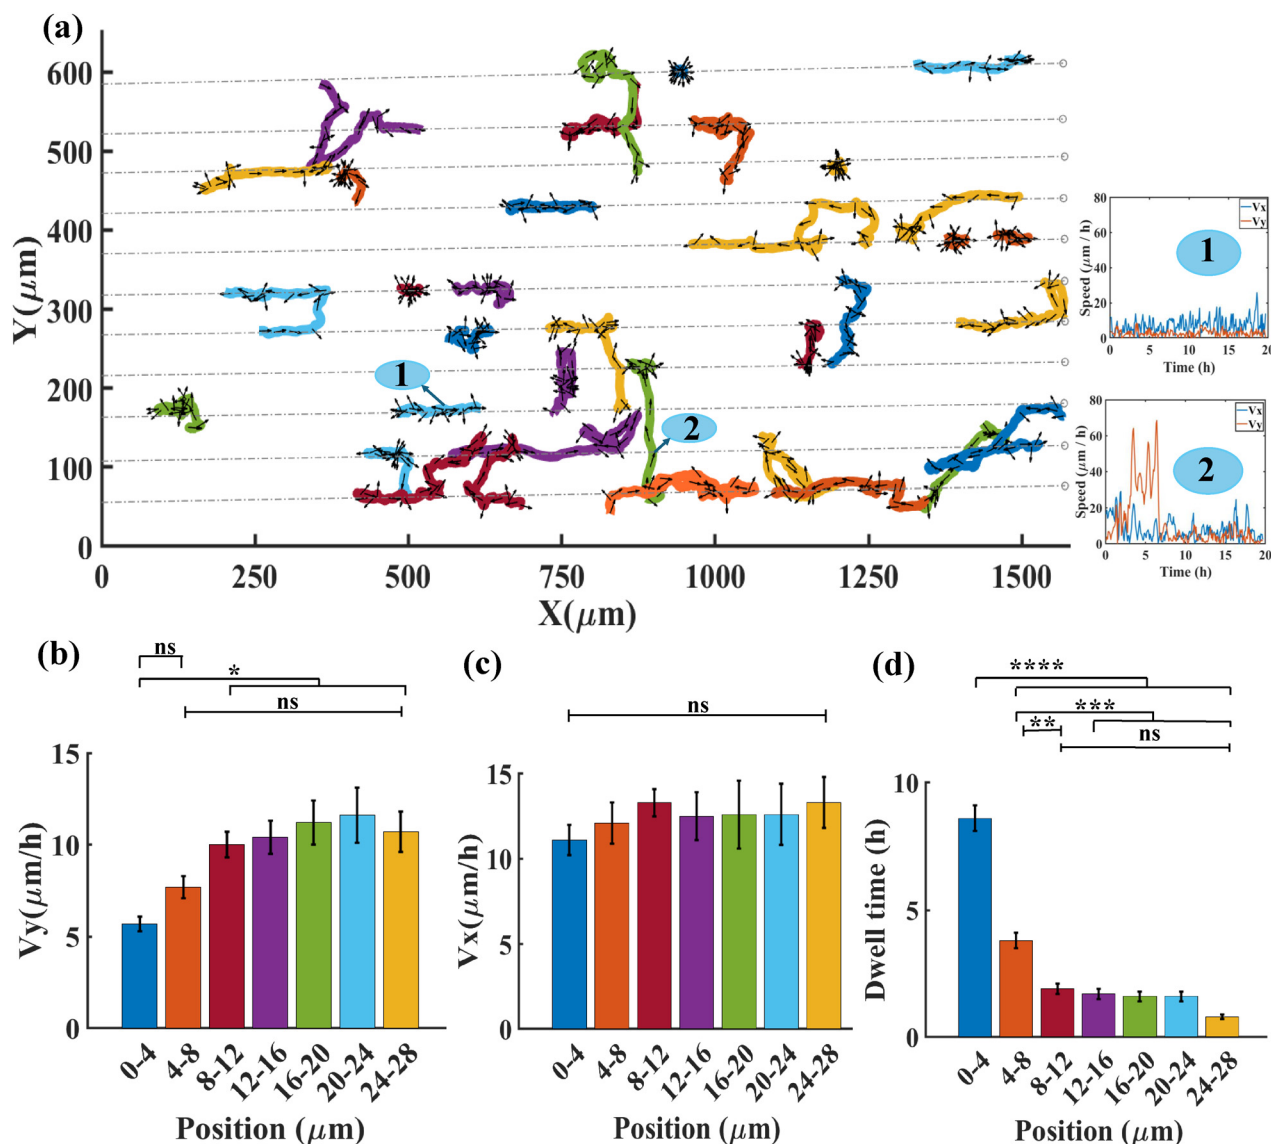 (a)
Y(μm)
600
500
400
300
200
100
0
0 250 500 750 1000 1250 1500
X(μm)
1
2
Speed (μm / h)
80
60
40
20
0
0 5 10 15 20
Time (h)
Vx
Vy
1
Speed (μm / h)
80
60
40
20
0
0 5 10 15 20
Time (h)
Vx
Vy
2
(b)
ns
*
ns
Vy(μm/h)
15
10
5
0
0-4 4-8 8-12 12-16 16-20 20-24 24-28
Position (μm)
(c)
ns
Vx(μm/h)
15
10
5
0
0-4 4-8 8-12 12-16 16-20 20-24 24-28
Position (μm)
(d)
****
***
**
ns
Dwell time (h)
10
5
0
0-4 4-8 8-12 12-16 16-20 20-24 24-28
Position (μm)